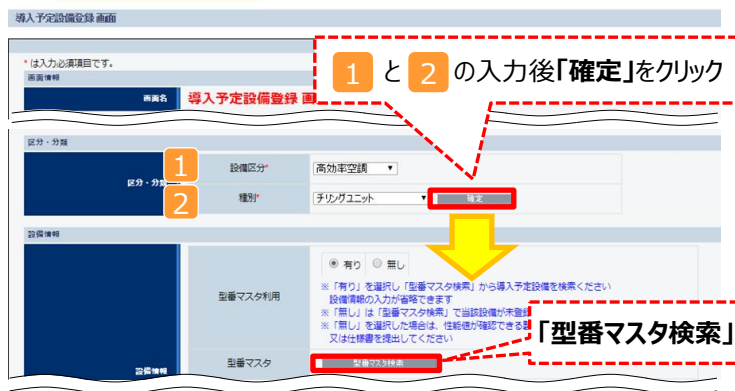 導入予定設備登録 画面
* は入力必須項目です。
画面情報
画面名 導入予定設備登録
1 と 2 の入力後「確定」をクリック
区分・分類
区分・分
1 設備区分* 高効率空調
2 種別* チリングユニット 確定
設備情報
型番マスタ利用 有り 無し
※「有り」を選択し「型番マスタ検索」から導入予定設備を検索ください
設備情報の入力が省略できます
※「無し」は「型番マスタ検索」で当該設備が未登
※「無し」を選択した場合は、性能値が確認できる
又は仕様書を提出してください
「型番マスタ検索」
設備情報
型番マスタ 型番マスタ検索